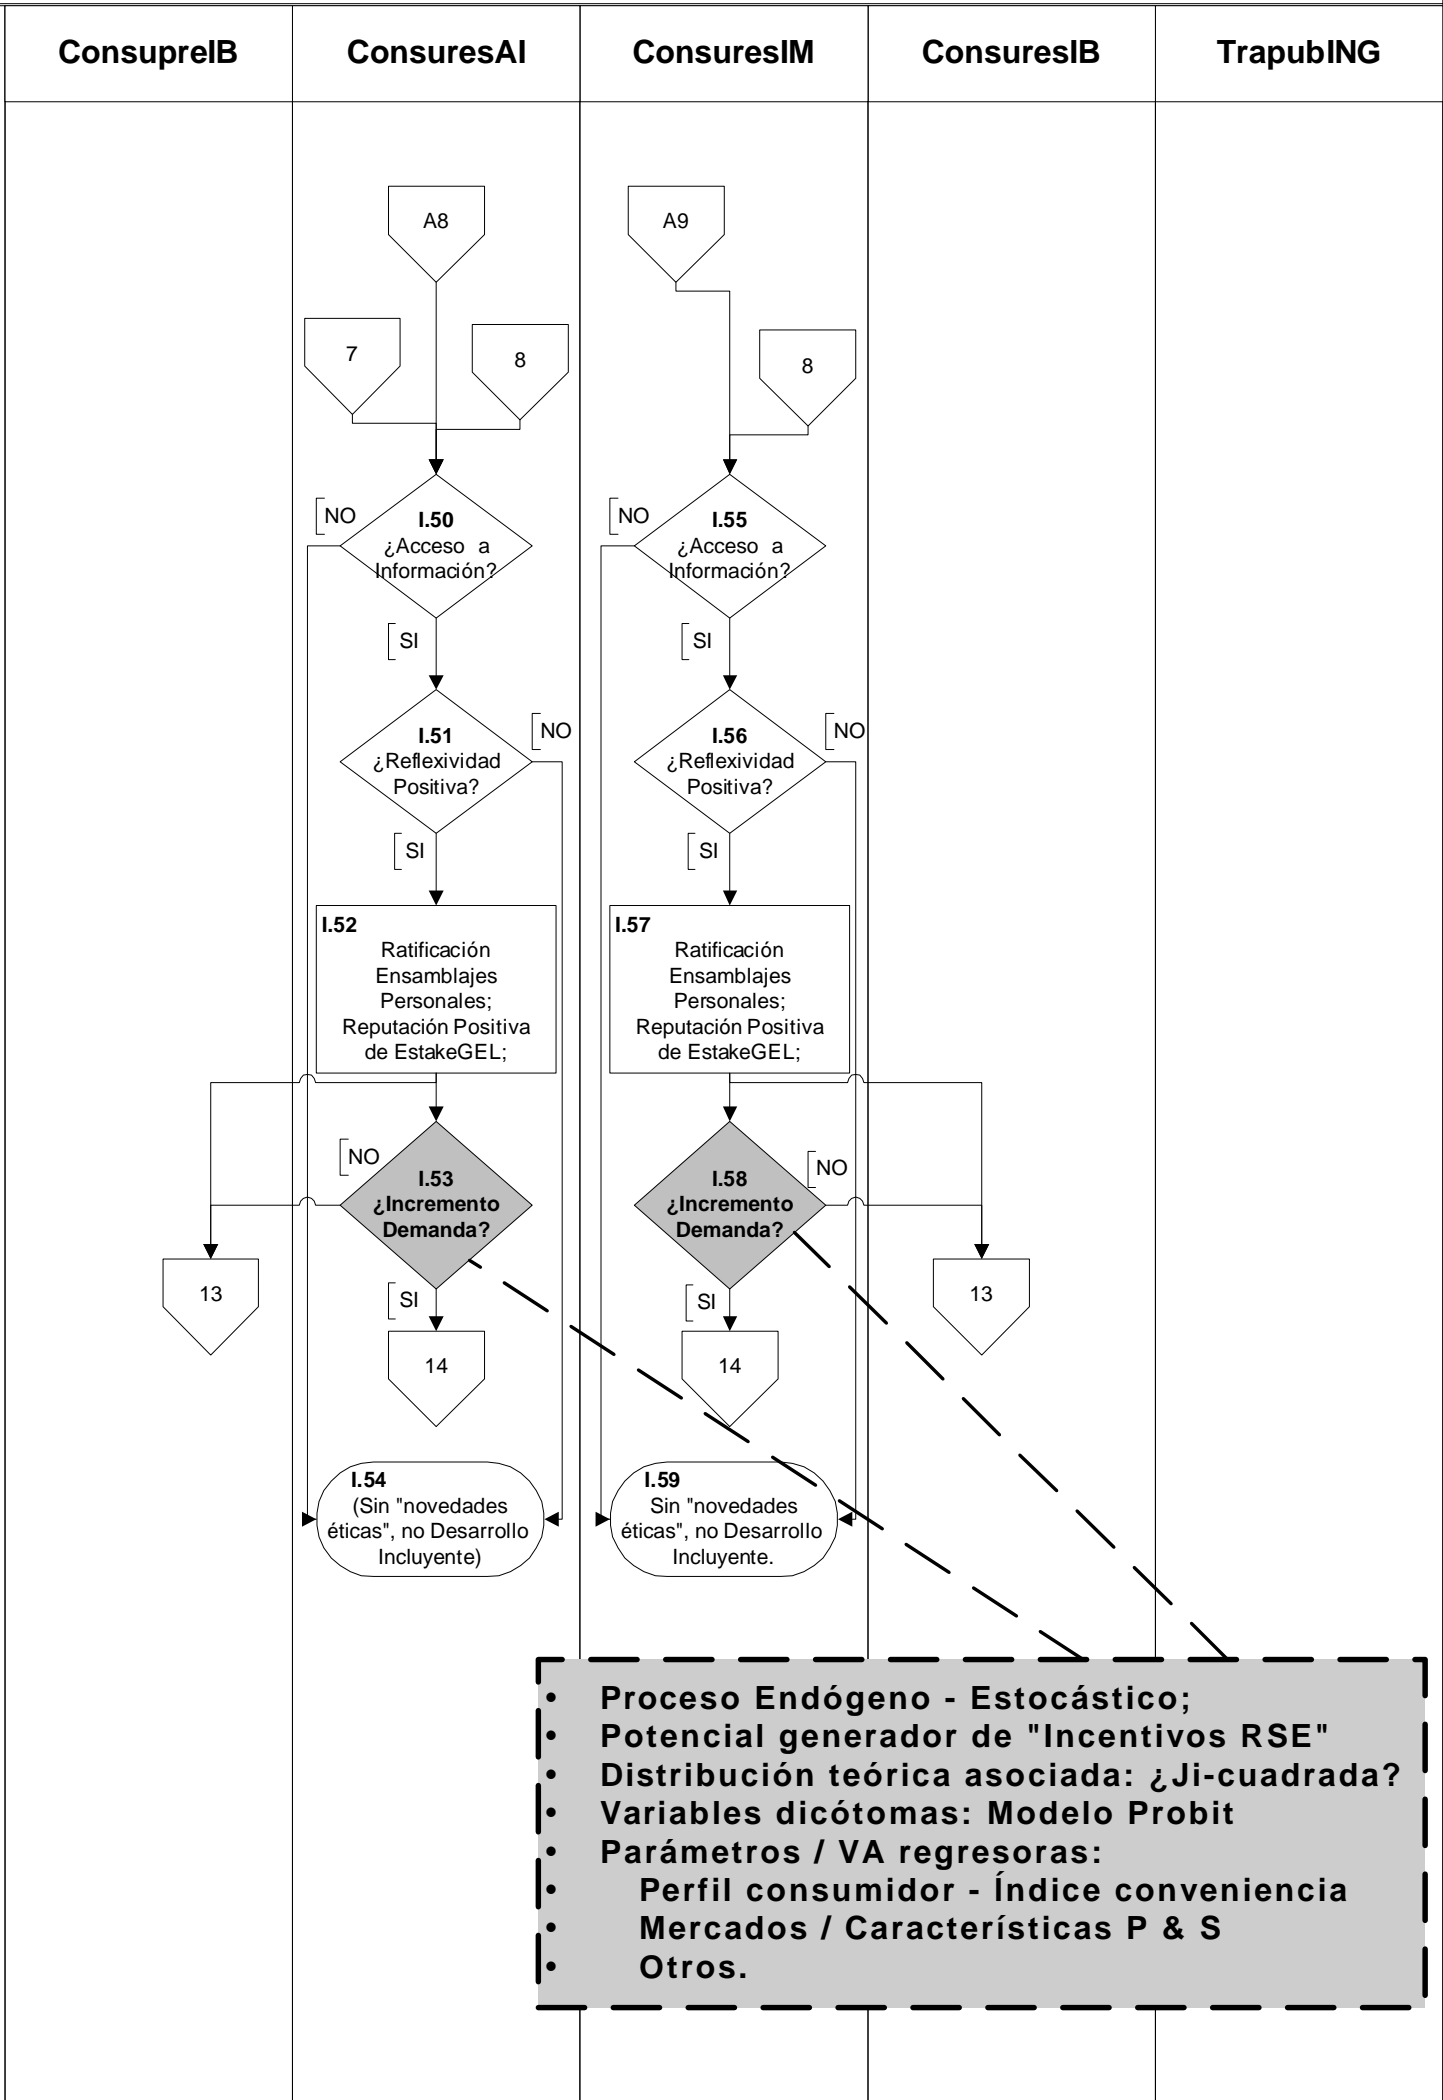 ConsupreIB
ConsuresAI
ConsuresIM
ConsuresIB
TrapubING
A8
A9
7
8
8
NO
I.50
¿Acceso a
Información?
NO
I.55
¿Acceso a
Información?
SI
SI
I.51
¿Reflexividad
Positiva?
NO
I.56
¿Reflexividad
Positiva?
NO
SI
SI
I.52
Ratificación
Ensamblajes
Personales;
Reputación Positiva
de EstakeGEL;
I.57
Ratificación
Ensamblajes
Personales;
Reputación Positiva
de EstakeGEL;
NO
I.53
¿Incremento
Demanda?
I.58
¿Incremento
Demanda?
NO
13
SI
SI
13
14
14
I.54
(Sin "novedades
éticas", no Desarrollo
Incluyente)
I.59
Sin "novedades
éticas", no Desarrollo
Incluyente.
• Proceso Endógeno - Estocástico;
• Potencial generador de "Incentivos RSE"
• Distribución teórica asociada: ¿Ji-cuadrada?
• Variables dicótomas: Modelo Probit
• Parámetros / VA regresoras:
• Perfil consumidor - Índice conveniencia
• Mercados / Características P & S
• Otros.